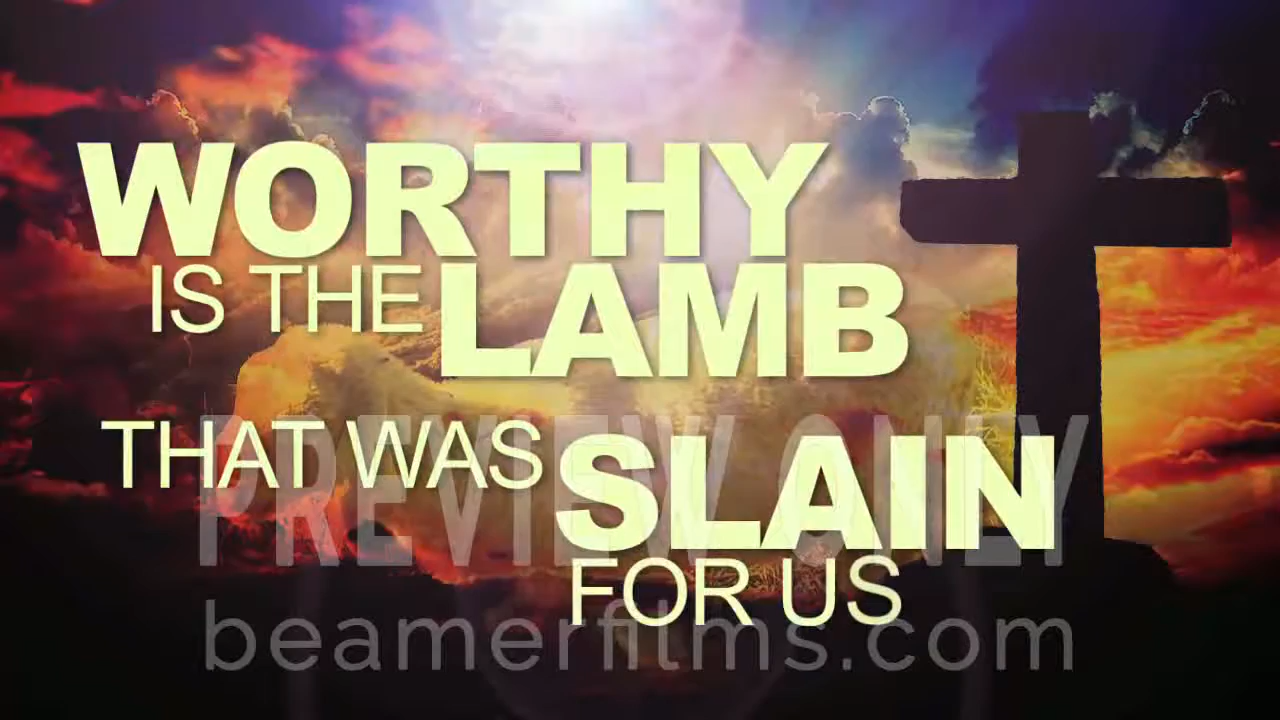 WORTHY
IS THE LAMB
THAT WAS SLAIN
PREVIEW ONLY
FOR US
beamerfilms.com